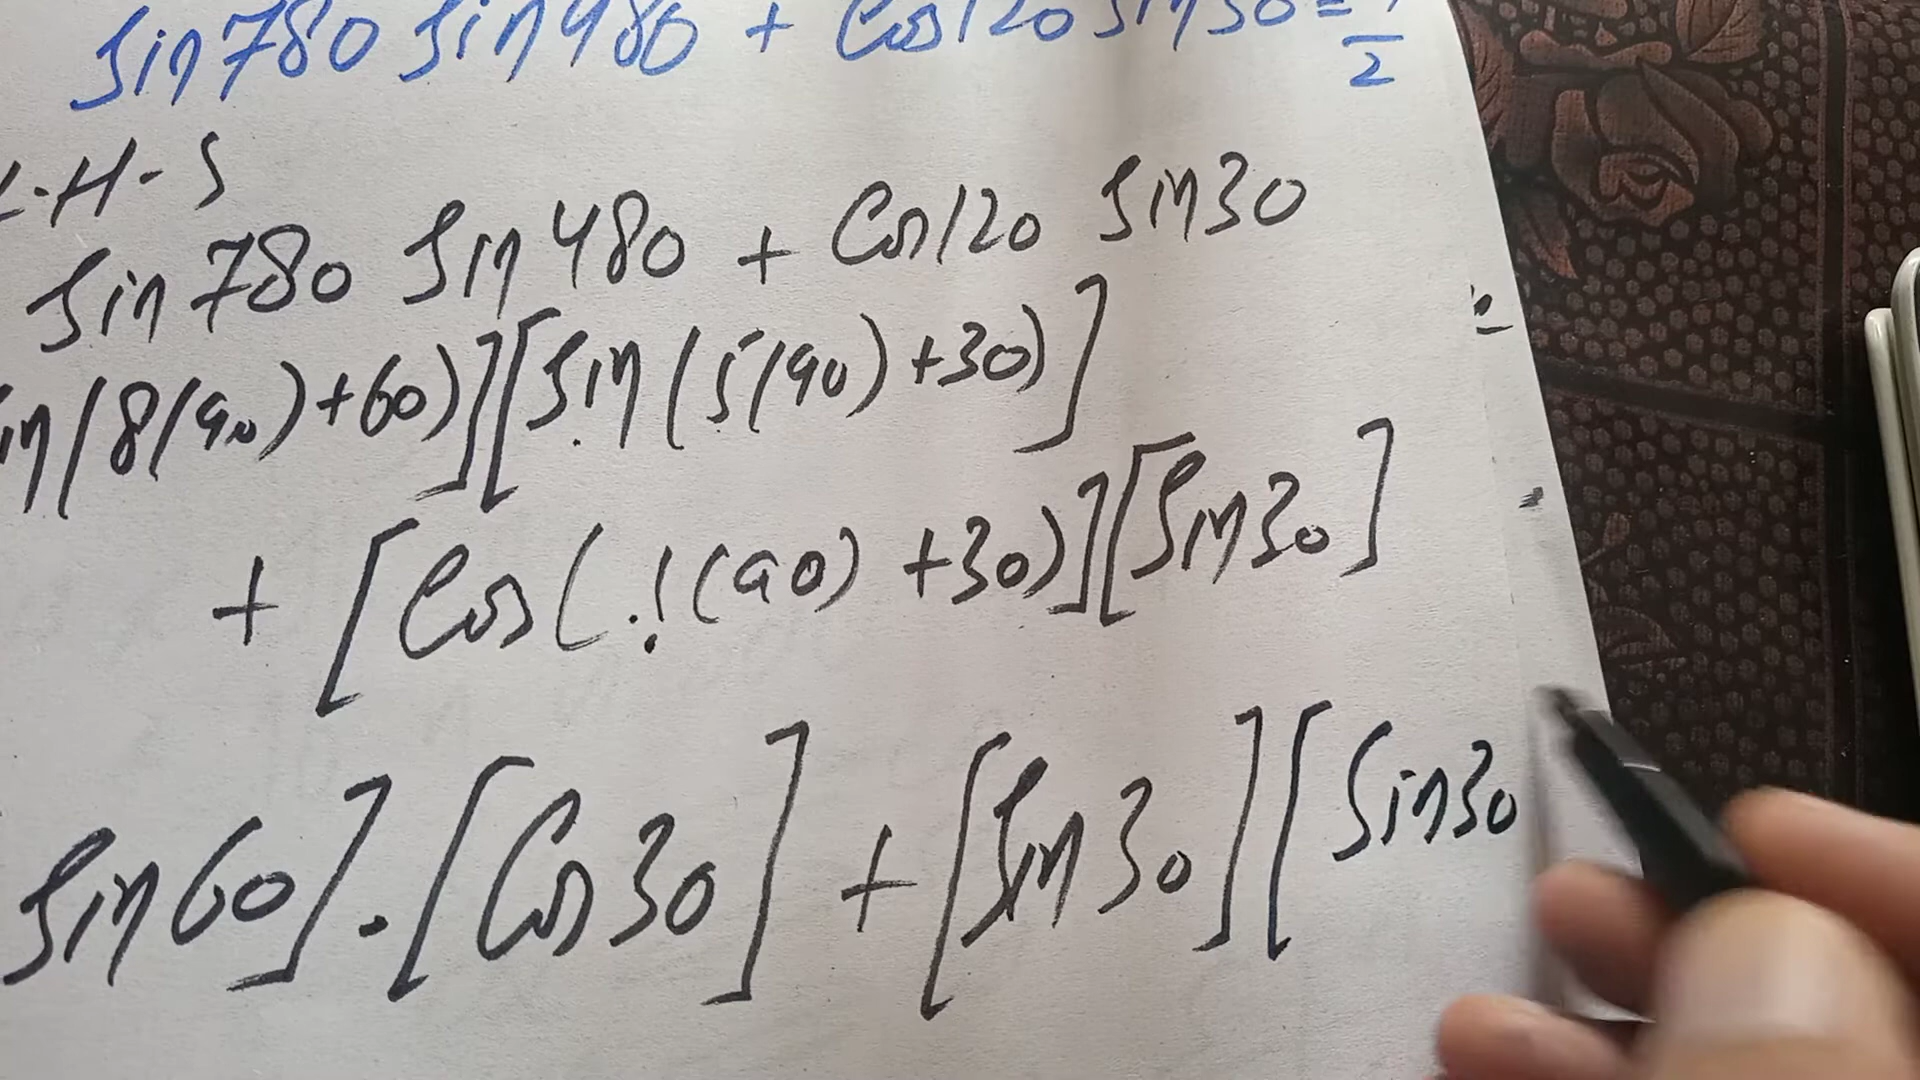 Sin780 Sin480 + Cos120 Sin30 = 1/2
L-H-S
Sin780 Sin480 + Cos120 Sin30
in(8(90)+60)][Sin(5(90)+30)]
+ [Cos(1(90)+30)][Sin30]
Sin60].[Cos30] + [Sin30][Sin30